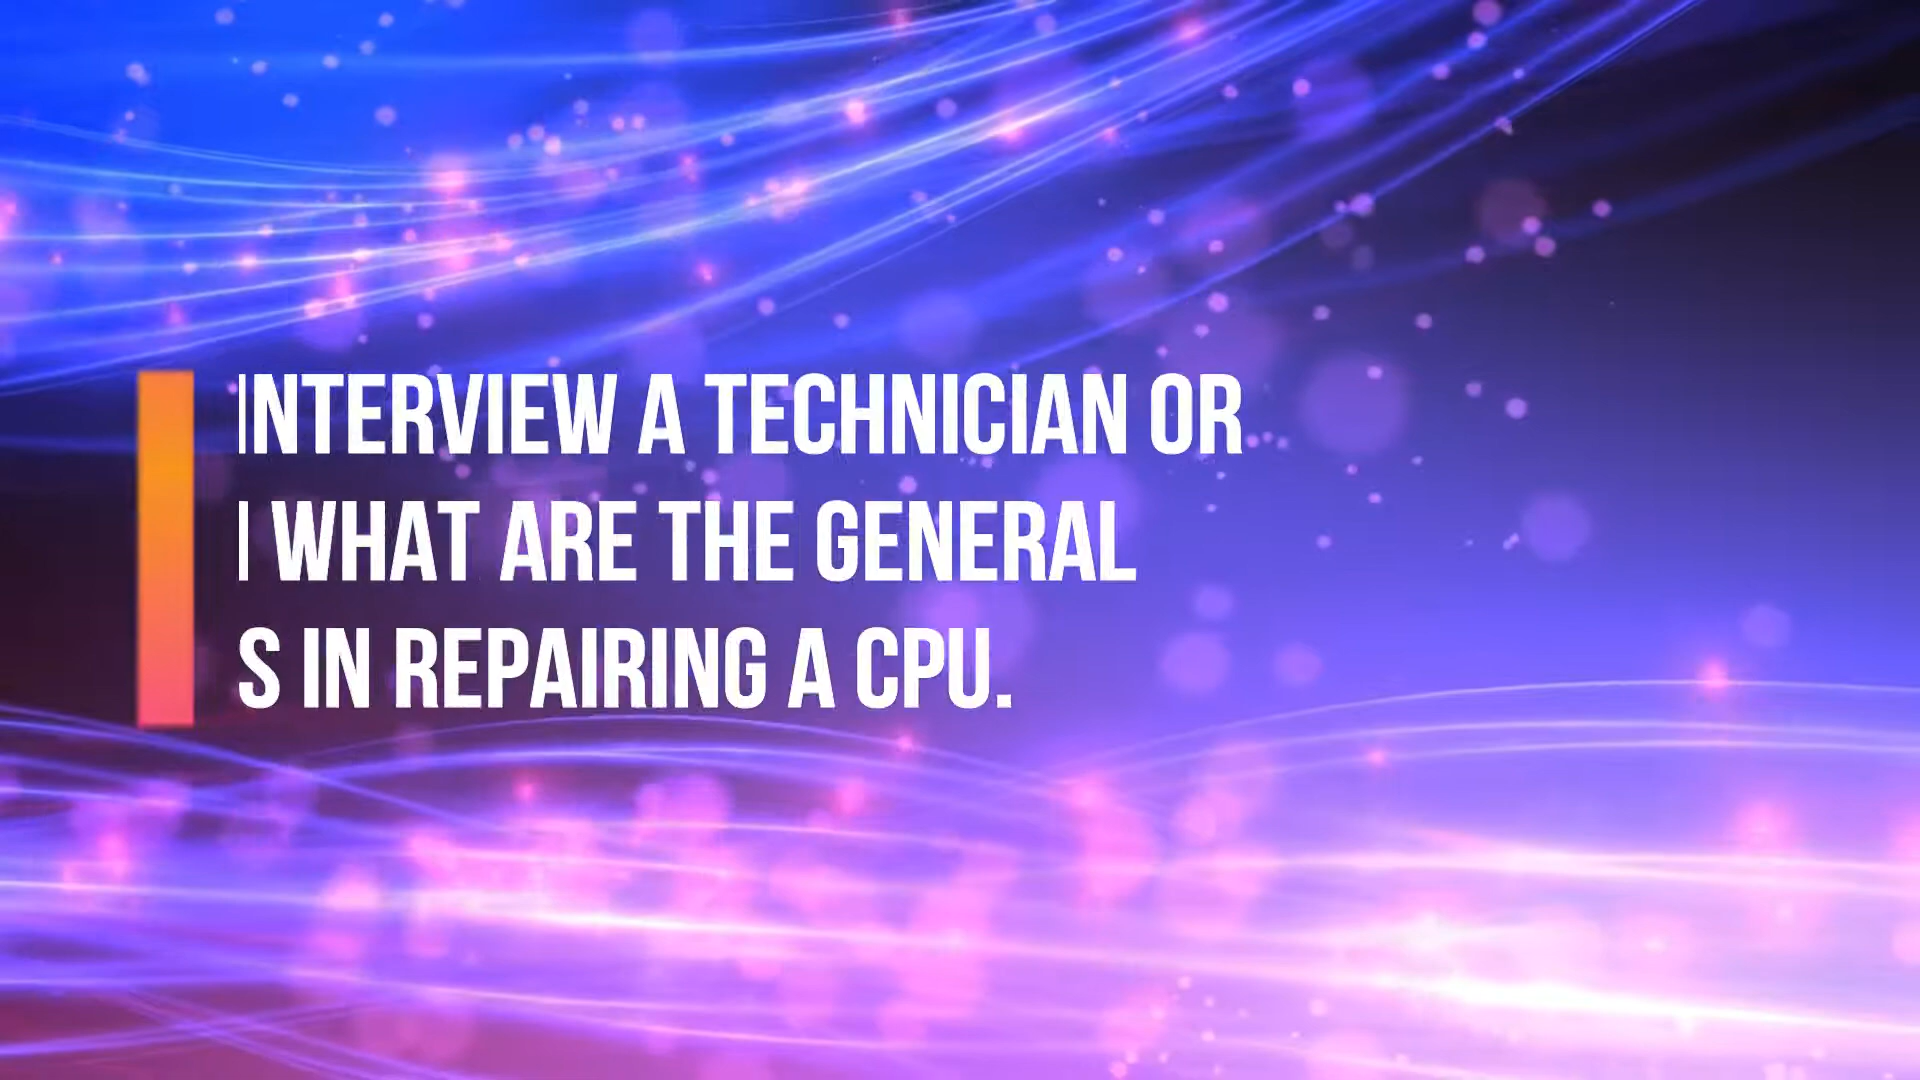 INTERVIEW A TECHNICIAN OR
WHAT ARE THE GENERAL
S IN REPAIRING A CPU.